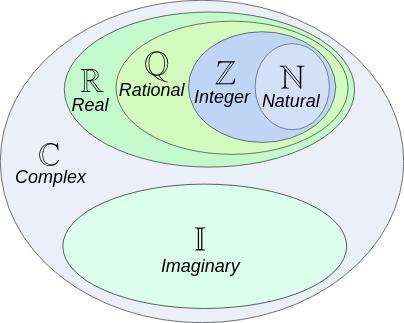 ℝ
Real
ℚ
Rational
ℤ
Integer
ℕ
Natural
ℂ
Complex
𝕀
Imaginary